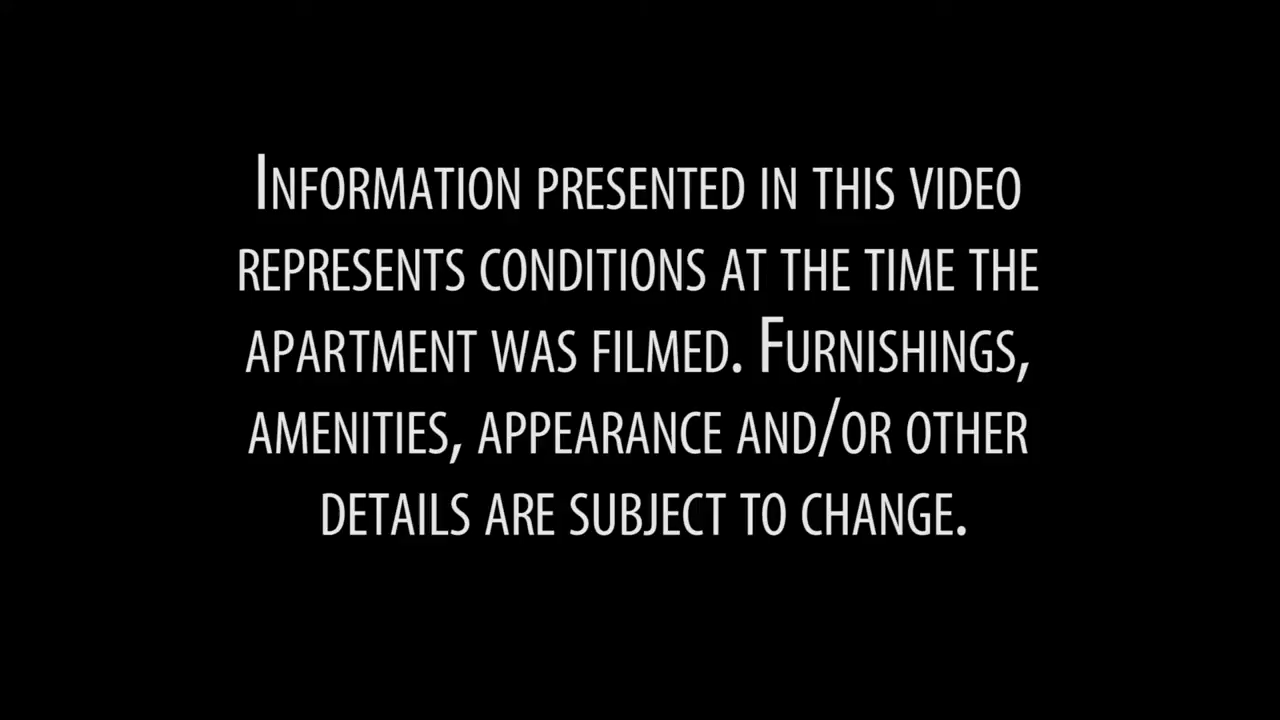 Information presented in this video
represents conditions at the time the
apartment was filmed. Furnishings,
amenities, appearance and/or other
details are subject to change.